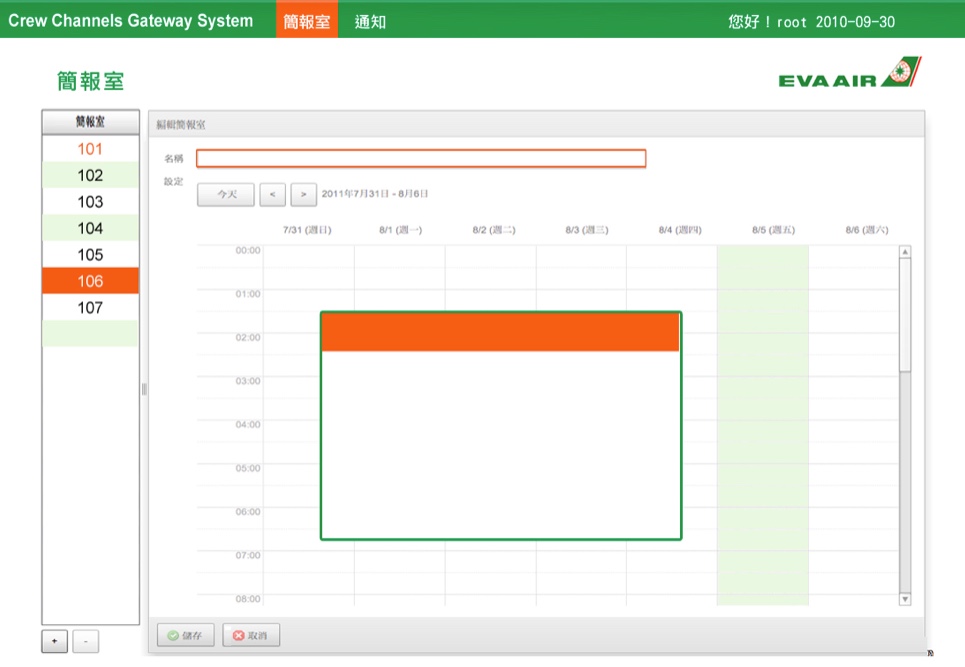 Crew Channels Gateway System 簡報室 通知 您好！root 2010-09-30
簡報室
EVA AIR
簡報室
101
102
103
104
105
106
107
+ -
編輯簡報室
名稱
設定
今天 < > 2011年7月31日 - 8月6日
7/31 (週日) 8/1 (週一) 8/2 (週二) 8/3 (週三) 8/4 (週四) 8/5 (週五) 8/6 (週六)
00:00
01:00
02:00
03:00
04:00
05:00
06:00
07:00
08:00
儲存 取消